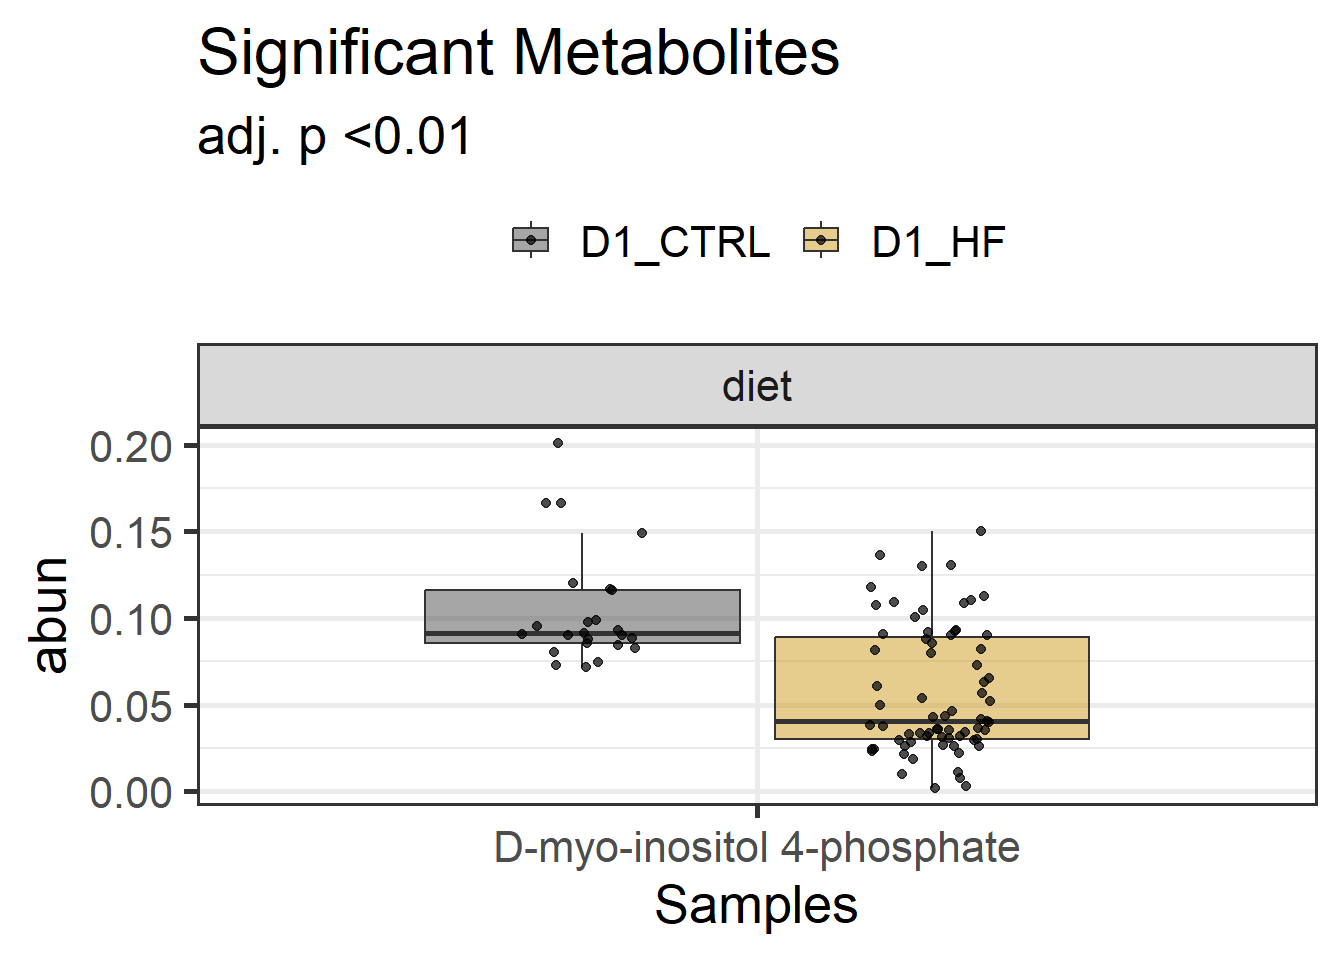 Significant Metabolites
adj. p <0.01
D1_CTRL D1_HF
diet
0.20
0.15
0.10
0.05
0.00
abun
D-myo-inositol 4-phosphate
Samples